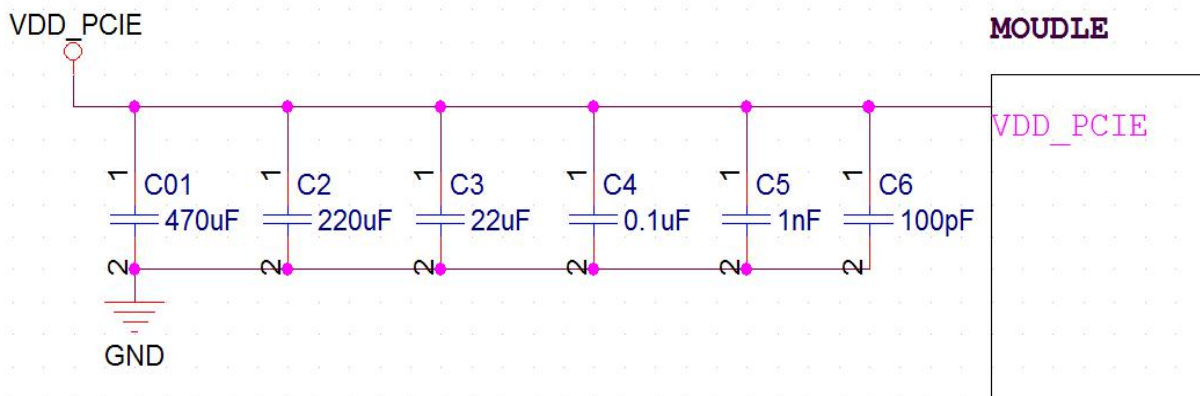 VDD_PCIE
MOUDLE
VDD_PCIE
1 C01 1 C2 1 C3 1 C4 1 C5 1 C6
470uF 220uF 22uF 0.1uF 1nF 100pF
2 2 2 2 2 2
GND